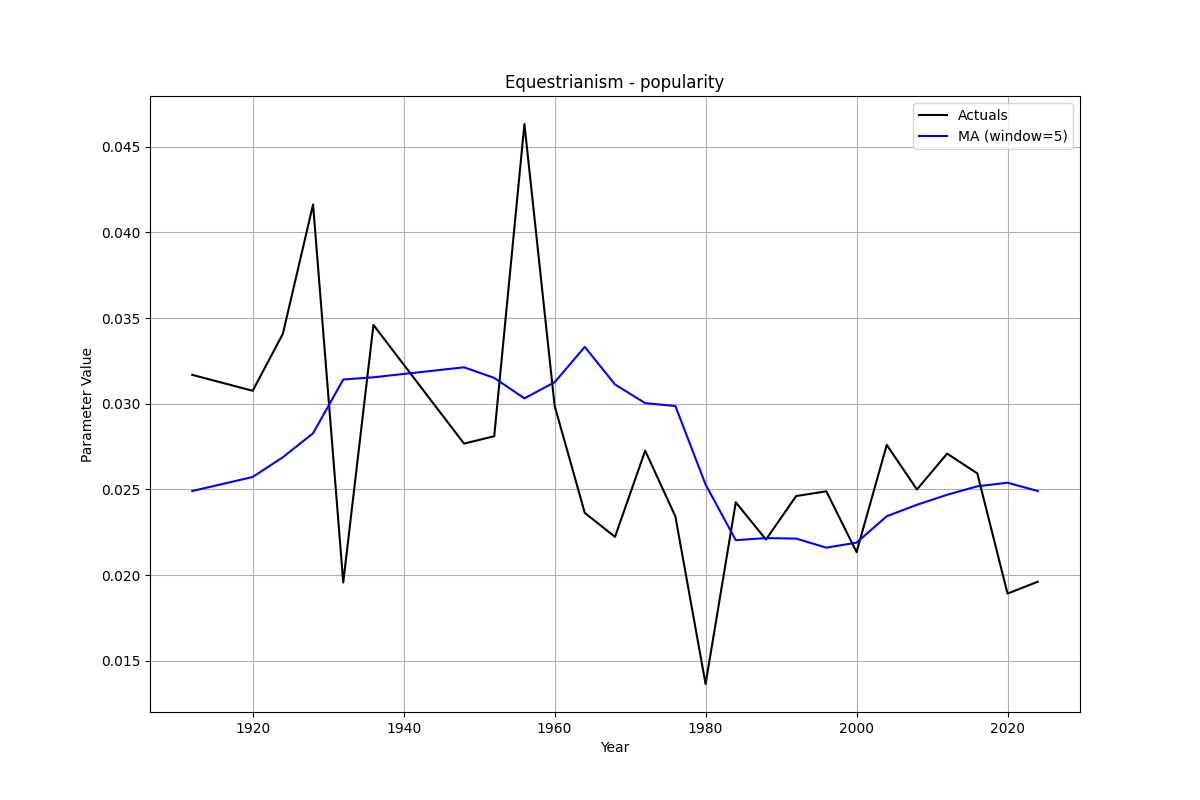 Equestrianism - popularity
Actuals
MA (window=5)
Parameter Value
0.045
0.040
0.035
0.030
0.025
0.020
0.015
1920 1940 1960 1980 2000 2020
Year